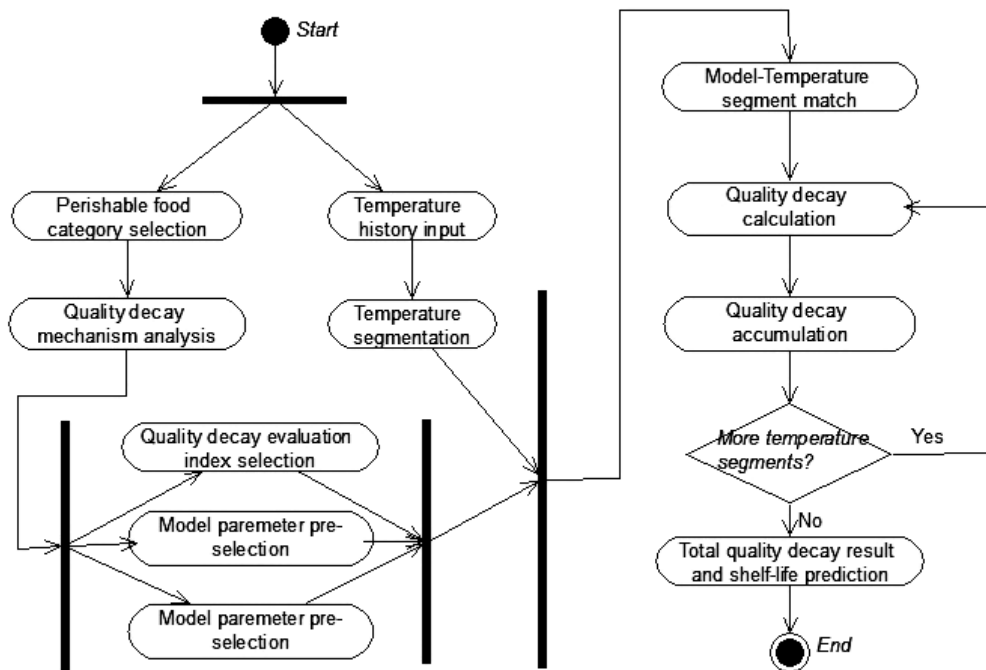 Start
Perishable food
category selection
Temperature
history input
Quality decay
mechanism analysis
Temperature
segmentation
Quality decay evaluation
index selection
Model paremeter pre-
selection
Model paremeter pre-
selection
Model-Temperature
segment match
Quality decay
calculation
Quality decay
accumulation
More temperature
segments?
Yes
No
Total quality decay result
and shelf-life prediction
End